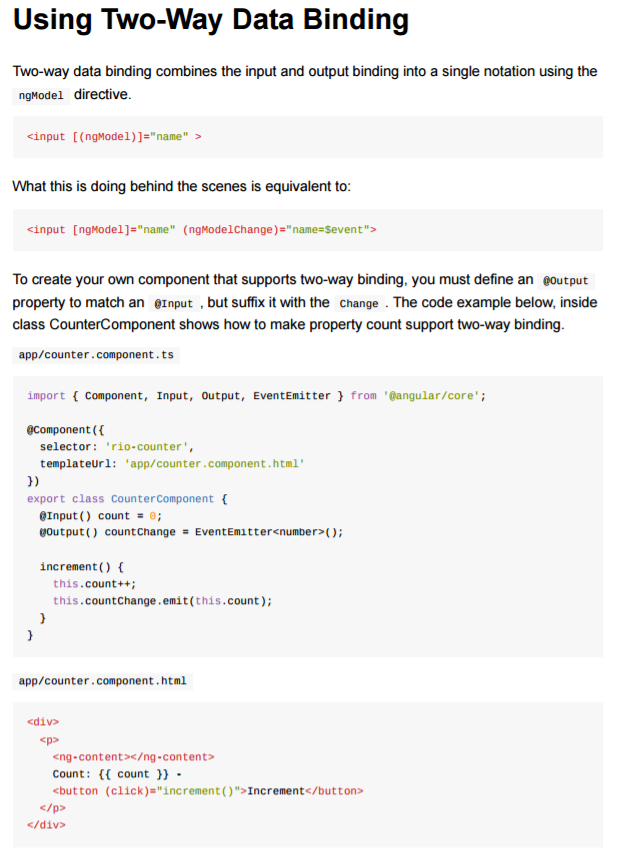 Using Two-Way Data Binding
Two-way data binding combines the input and output binding into a single notation using the
ngModel directive.
<input [(ngModel)]="name" >
What this is doing behind the scenes is equivalent to:
<input [ngModel]="name" (ngModelChange)="name=$event">
To create your own component that supports two-way binding, you must define an @Output
property to match an @Input , but suffix it with the Change . The code example below, inside
class CounterComponent shows how to make property count support two-way binding.
app/counter.component.ts
import { Component, Input, Output, EventEmitter } from '@angular/core';
@Component({
  selector: 'rio-counter',
  templateUrl: 'app/counter.component.html'
})
export class CounterComponent {
  @Input() count = 0;
  @Output() countChange = EventEmitter<number>();
  increment() {
    this.count++;
    this.countChange.emit(this.count);
  }
}
app/counter.component.html
<div>
  <p>
    <ng-content></ng-content>
    Count: {{ count }} -
    <button (click)="increment()">Increment</button>
  </p>
</div>